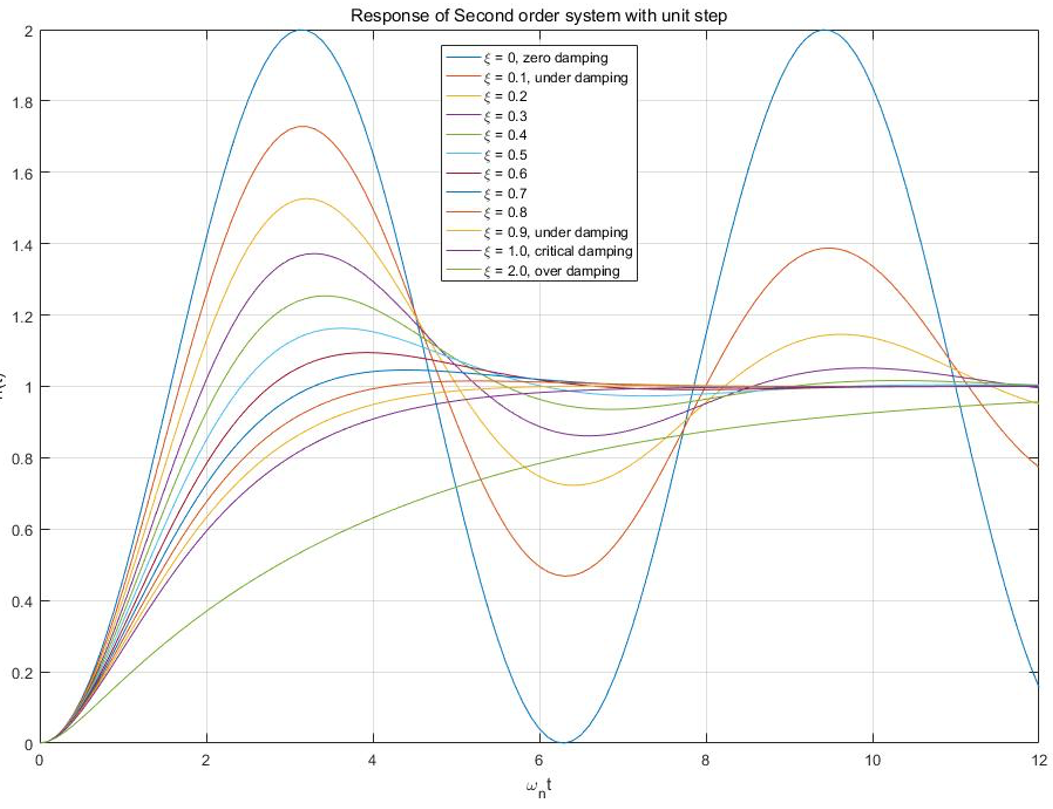 Response of Second order system with unit step
2
1.8
1.6
1.4
1.2
1
0.8
0.6
0.4
0.2
0
ξ = 0, zero damping
ξ = 0.1, under damping
ξ = 0.2
ξ = 0.3
ξ = 0.4
ξ = 0.5
ξ = 0.6
ξ = 0.7
ξ = 0.8
ξ = 0.9, under damping
ξ = 1.0, critical damping
ξ = 2.0, over damping
0 2 4 6 8 10 12
ωₙt